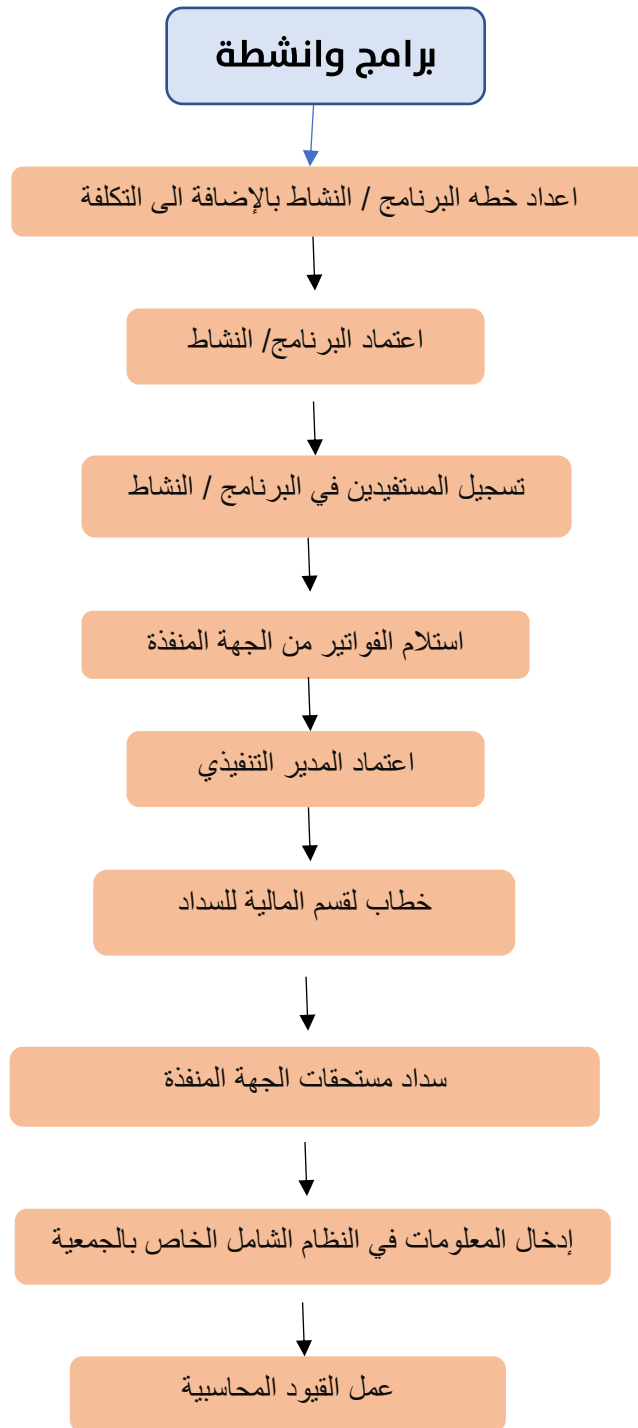 برامج وانشطة
اعداد خطه البرنامج / النشاط بالإضافة الى التكلفة
اعتماد البرنامج/ النشاط
تسجيل المستفيدين في البرنامج / النشاط
استلام الفواتير من الجهة المنفذة
اعتماد المدير التنفيذي
خطاب لقسم المالية للسداد
سداد مستحقات الجهة المنفذة
إدخال المعلومات في النظام الشامل الخاص بالجمعية
عمل القيود المحاسبية